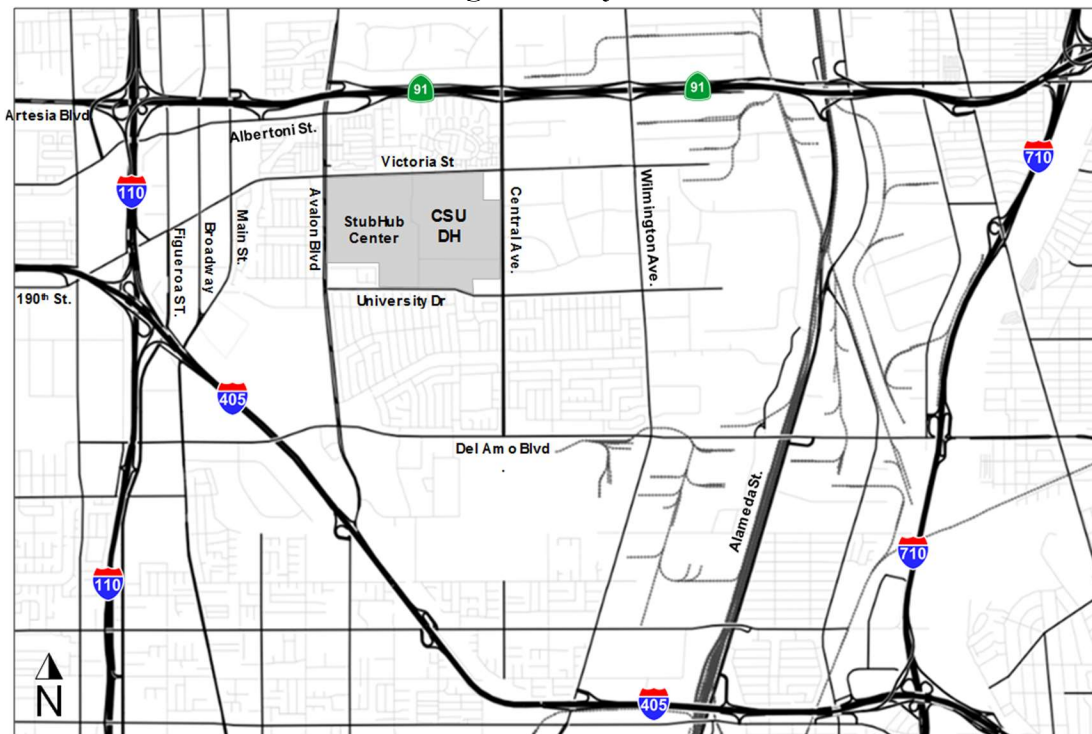 91
91
Artesia Blvd
Albertoni St.
710
Victoria St
110
Avalon Blvd
StubHub
Center
CSU
DH
Central Ave.
Wilmington Ave.
Main St.
Broadway
Figueroa ST.
190th St.
University Dr
405
Del Amo Blvd
Alameda St.
710
110
N
405